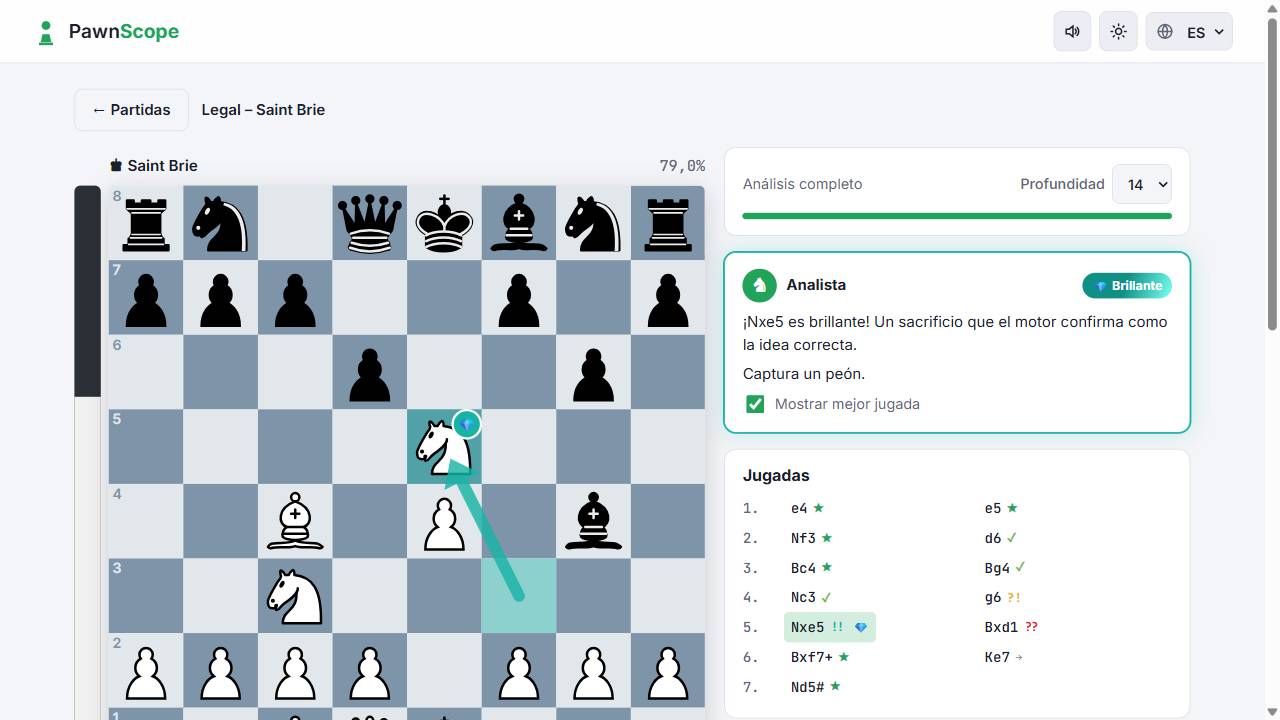 PawnScope
ES
← Partidas
Legal – Saint Brie
Saint Brie
79,0%
8
7
6
5
4
3
2
1
Análisis completo
Profundidad
14
Analista
Brillante
¡Nxe5 es brillante! Un sacrificio que el motor confirma como
la idea correcta.
Captura un peón.
Mostrar mejor jugada
Jugadas
1. e4 ★ e5 ★
2. Nf3 ★ d6 ✓
3. Bc4 ★ Bg4 ✓
4. Nc3 ✓ g6 ?!
5. Nxe5 !! 💎 Bxd1 ??
6. Bxf7+ ★ Ke7 →
7. Nd5# ★